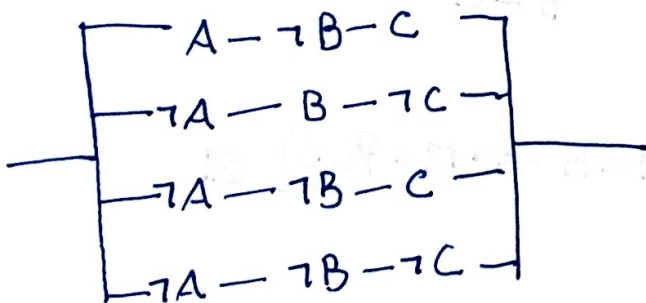 A — ¬B — C
¬A — B — ¬C
¬A — ¬B — C
¬A — ¬B — ¬C